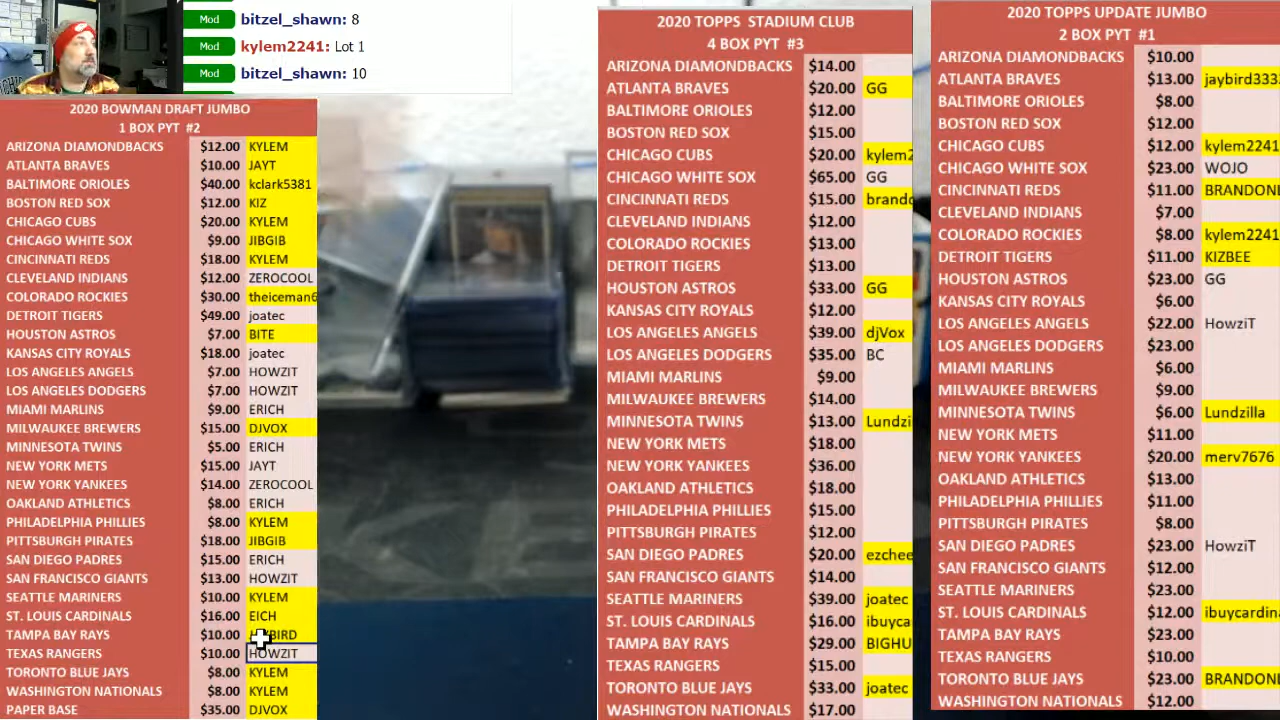 Mod bitzel_shawn: 8
Mod kylem2241: Lot 1
Mod bitzel_shawn: 10
2020 BOWMAN DRAFT JUMBO
1 BOX PYT #2
ARIZONA DIAMONDBACKS $12.00 KYLEM
ATLANTA BRAVES $10.00 JAYT
BALTIMORE ORIOLES $40.00 kclark5381
BOSTON RED SOX $12.00 KIZ
CHICAGO CUBS $20.00 KYLEM
CHICAGO WHITE SOX $9.00 JIBGIB
CINCINNATI REDS $18.00 KYLEM
CLEVELAND INDIANS $12.00 ZEROCOOL
COLORADO ROCKIES $30.00 theiceman6
DETROIT TIGERS $49.00 joatec
HOUSTON ASTROS $7.00 BITE
KANSAS CITY ROYALS $18.00 joatec
LOS ANGELES ANGELS $7.00 HOWZIT
LOS ANGELES DODGERS $7.00 HOWZIT
MIAMI MARLINS $9.00 ERICH
MILWAUKEE BREWERS $15.00 DJVOX
MINNESOTA TWINS $5.00 ERICH
NEW YORK METS $15.00 JAYT
NEW YORK YANKEES $14.00 ZEROCOOL
OAKLAND ATHLETICS $8.00 ERICH
PHILADELPHIA PHILLIES $8.00 KYLEM
PITTSBURGH PIRATES $18.00 JIBGIB
SAN DIEGO PADRES $15.00 ERICH
SAN FRANCISCO GIANTS $13.00 HOWZIT
SEATTLE MARINERS $10.00 KYLEM
ST. LOUIS CARDINALS $16.00 EICH
TAMPA BAY RAYS $10.00
TEXAS RANGERS $10.00 HOWZIT
TORONTO BLUE JAYS $8.00 KYLEM
WASHINGTON NATIONALS $8.00 KYLEM
PAPER BASE $35.00 DJVOX
2020 TOPPS STADIUM CLUB
4 BOX PYT #3
ARIZONA DIAMONDBACKS $14.00
ATLANTA BRAVES $20.00 GG
BALTIMORE ORIOLES $12.00
BOSTON RED SOX $15.00
CHICAGO CUBS $20.00 kylem2
CHICAGO WHITE SOX $65.00 GG
CINCINNATI REDS $15.00 brando
CLEVELAND INDIANS $12.00
COLORADO ROCKIES $13.00
DETROIT TIGERS $13.00
HOUSTON ASTROS $33.00 GG
KANSAS CITY ROYALS $12.00
LOS ANGELES ANGELS $39.00 djVox
LOS ANGELES DODGERS $35.00 BC
MIAMI MARLINS $9.00
MILWAUKEE BREWERS $14.00
MINNESOTA TWINS $13.00 Lundzi
NEW YORK METS $18.00
NEW YORK YANKEES $36.00
OAKLAND ATHLETICS $18.00
PHILADELPHIA PHILLIES $15.00
PITTSBURGH PIRATES $12.00
SAN DIEGO PADRES $20.00 ezchee
SAN FRANCISCO GIANTS $14.00
SEATTLE MARINERS $39.00 joatec
ST. LOUIS CARDINALS $16.00 ibuycar
TAMPA BAY RAYS $29.00 BIGHU
TEXAS RANGERS $15.00
TORONTO BLUE JAYS $33.00 joatec
WASHINGTON NATIONALS $17.00
2020 TOPPS UPDATE JUMBO
2 BOX PYT #1
ARIZONA DIAMONDBACKS $10.00
ATLANTA BRAVES $13.00 jaybird333
BALTIMORE ORIOLES $8.00
BOSTON RED SOX $12.00
CHICAGO CUBS $12.00 kylem2241
CHICAGO WHITE SOX $23.00 WOJO
CINCINNATI REDS $11.00 BRANDON
CLEVELAND INDIANS $7.00
COLORADO ROCKIES $8.00 kylem2241
DETROIT TIGERS $11.00 KIZBEE
HOUSTON ASTROS $23.00 GG
KANSAS CITY ROYALS $6.00
LOS ANGELES ANGELS $22.00 HowziT
LOS ANGELES DODGERS $23.00
MIAMI MARLINS $6.00
MILWAUKEE BREWERS $9.00
MINNESOTA TWINS $6.00 Lundzilla
NEW YORK METS $11.00
NEW YORK YANKEES $20.00 merv7676
OAKLAND ATHLETICS $13.00
PHILADELPHIA PHILLIES $11.00
PITTSBURGH PIRATES $8.00
SAN DIEGO PADRES $23.00 HowziT
SAN FRANCISCO GIANTS $12.00
SEATTLE MARINERS $23.00
ST. LOUIS CARDINALS $12.00 ibuycardin
TAMPA BAY RAYS $23.00
TEXAS RANGERS $10.00
TORONTO BLUE JAYS $23.00 BRANDON
WASHINGTON NATIONALS $12.00